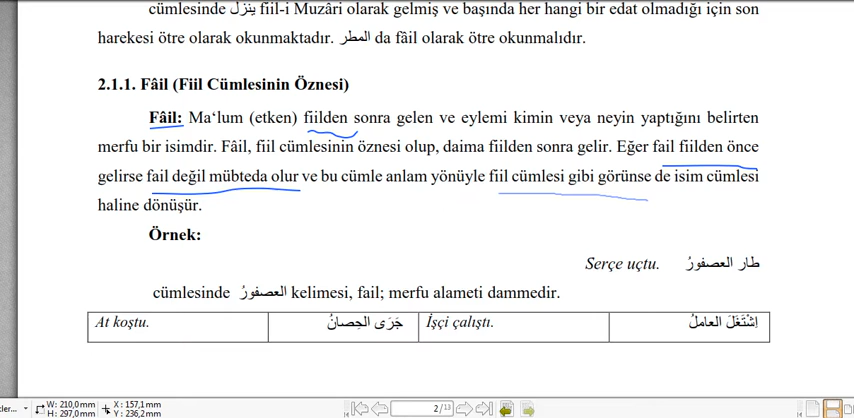 cümlesinde ينزل fiil-i Muzâri olarak gelmiş ve başında her hangi bir edat olmadığı için son
harekesi ötre olarak okunmaktadır. المطر da fâil olarak ötre okunmalıdır.
2.1.1. Fâil (Fiil Cümlesinin Öznesi)
Fâil: Ma‘lum (etken) fiilden sonra gelen ve eylemi kimin veya neyin yaptığını belirten
merfu bir isimdir. Fâil, fiil cümlesinin öznesi olup, daima fiilden sonra gelir. Eğer fail fiilden önce
gelirse fail değil mübteda olur ve bu cümle anlam yönüyle fiil cümlesi gibi görünse de isim cümlesi
haline dönüşür.
Örnek:
Serçe uçtu. طار العصفورُ
cümlesinde العصفورُ kelimesi, fail; merfu alameti dammedir.
At koştu. جَرَى الحِصانُ İşçi çalıştı. اِشْتَغَلَ العاملُ
W: 210,0 mm X: 157,1 mm 2/13
H: 297,0 mm Y: 236,2 mm